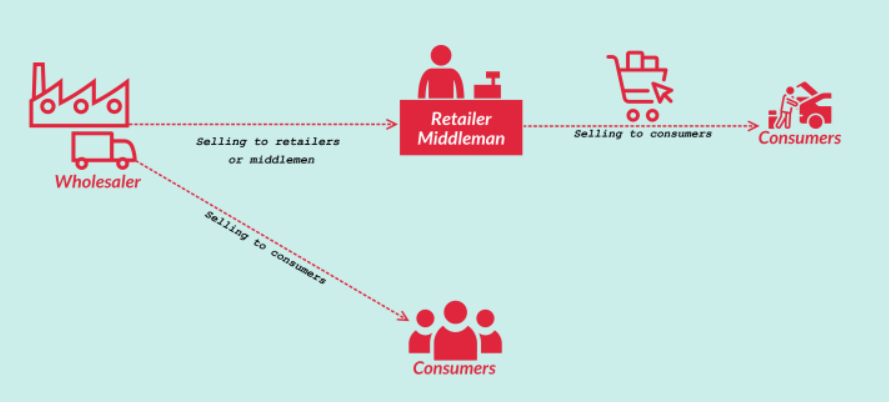 Retailer
Middleman
Selling to retailers
or middlemen
Selling to consumers
Consumers
Wholesaler
Selling to consumers
Consumers